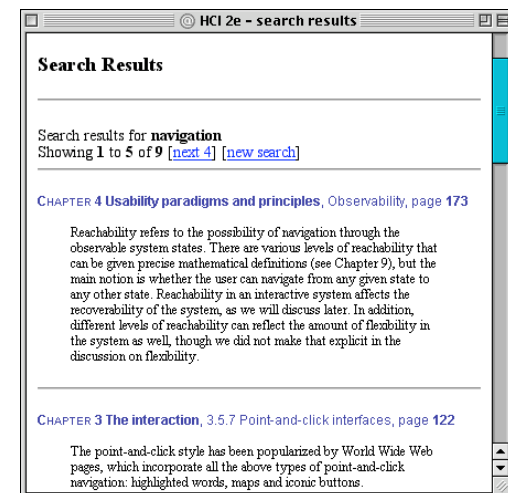 HCI 2e - search results
Search Results
Search results for navigation
Showing 1 to 5 of 9 [next 4] [new search]
CHAPTER 4 Usability paradigms and principles, Observability, page 173
Reachability refers to the possibility of navigation through the
observable system states. There are various levels of reachability that
can be given precise mathematical definitions (see Chapter 9), but the
main notion is whether the user can navigate from any given state to
any other state. Reachability in an interactive system affects the
recoverability of the system, as we will discuss later. In addition,
different levels of reachability can reflect the amount of flexibility in
the system as well, though we did not make that explicit in the
discussion on flexibility.
CHAPTER 3 The interaction, 3.5.7 Point-and-click interfaces, page 122
The point-and-click style has been popularized by World Wide Web
pages, which incorporate all the above types of point-and-click
navigation: highlighted words, maps and iconic buttons.